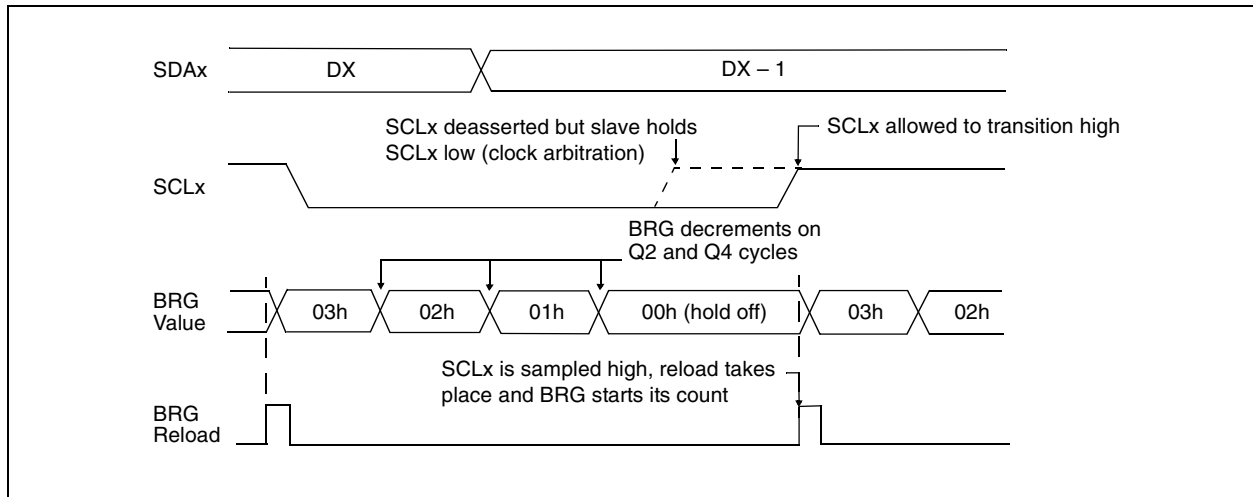 SDAx
DX
DX – 1
SCLx deasserted but slave holds
SCLx low (clock arbitration)
SCLx allowed to transition high
SCLx
BRG decrements on
Q2 and Q4 cycles
BRG
Value
03h
02h
01h
00h (hold off)
03h
02h
SCLx is sampled high, reload takes
place and BRG starts its count
BRG
Reload